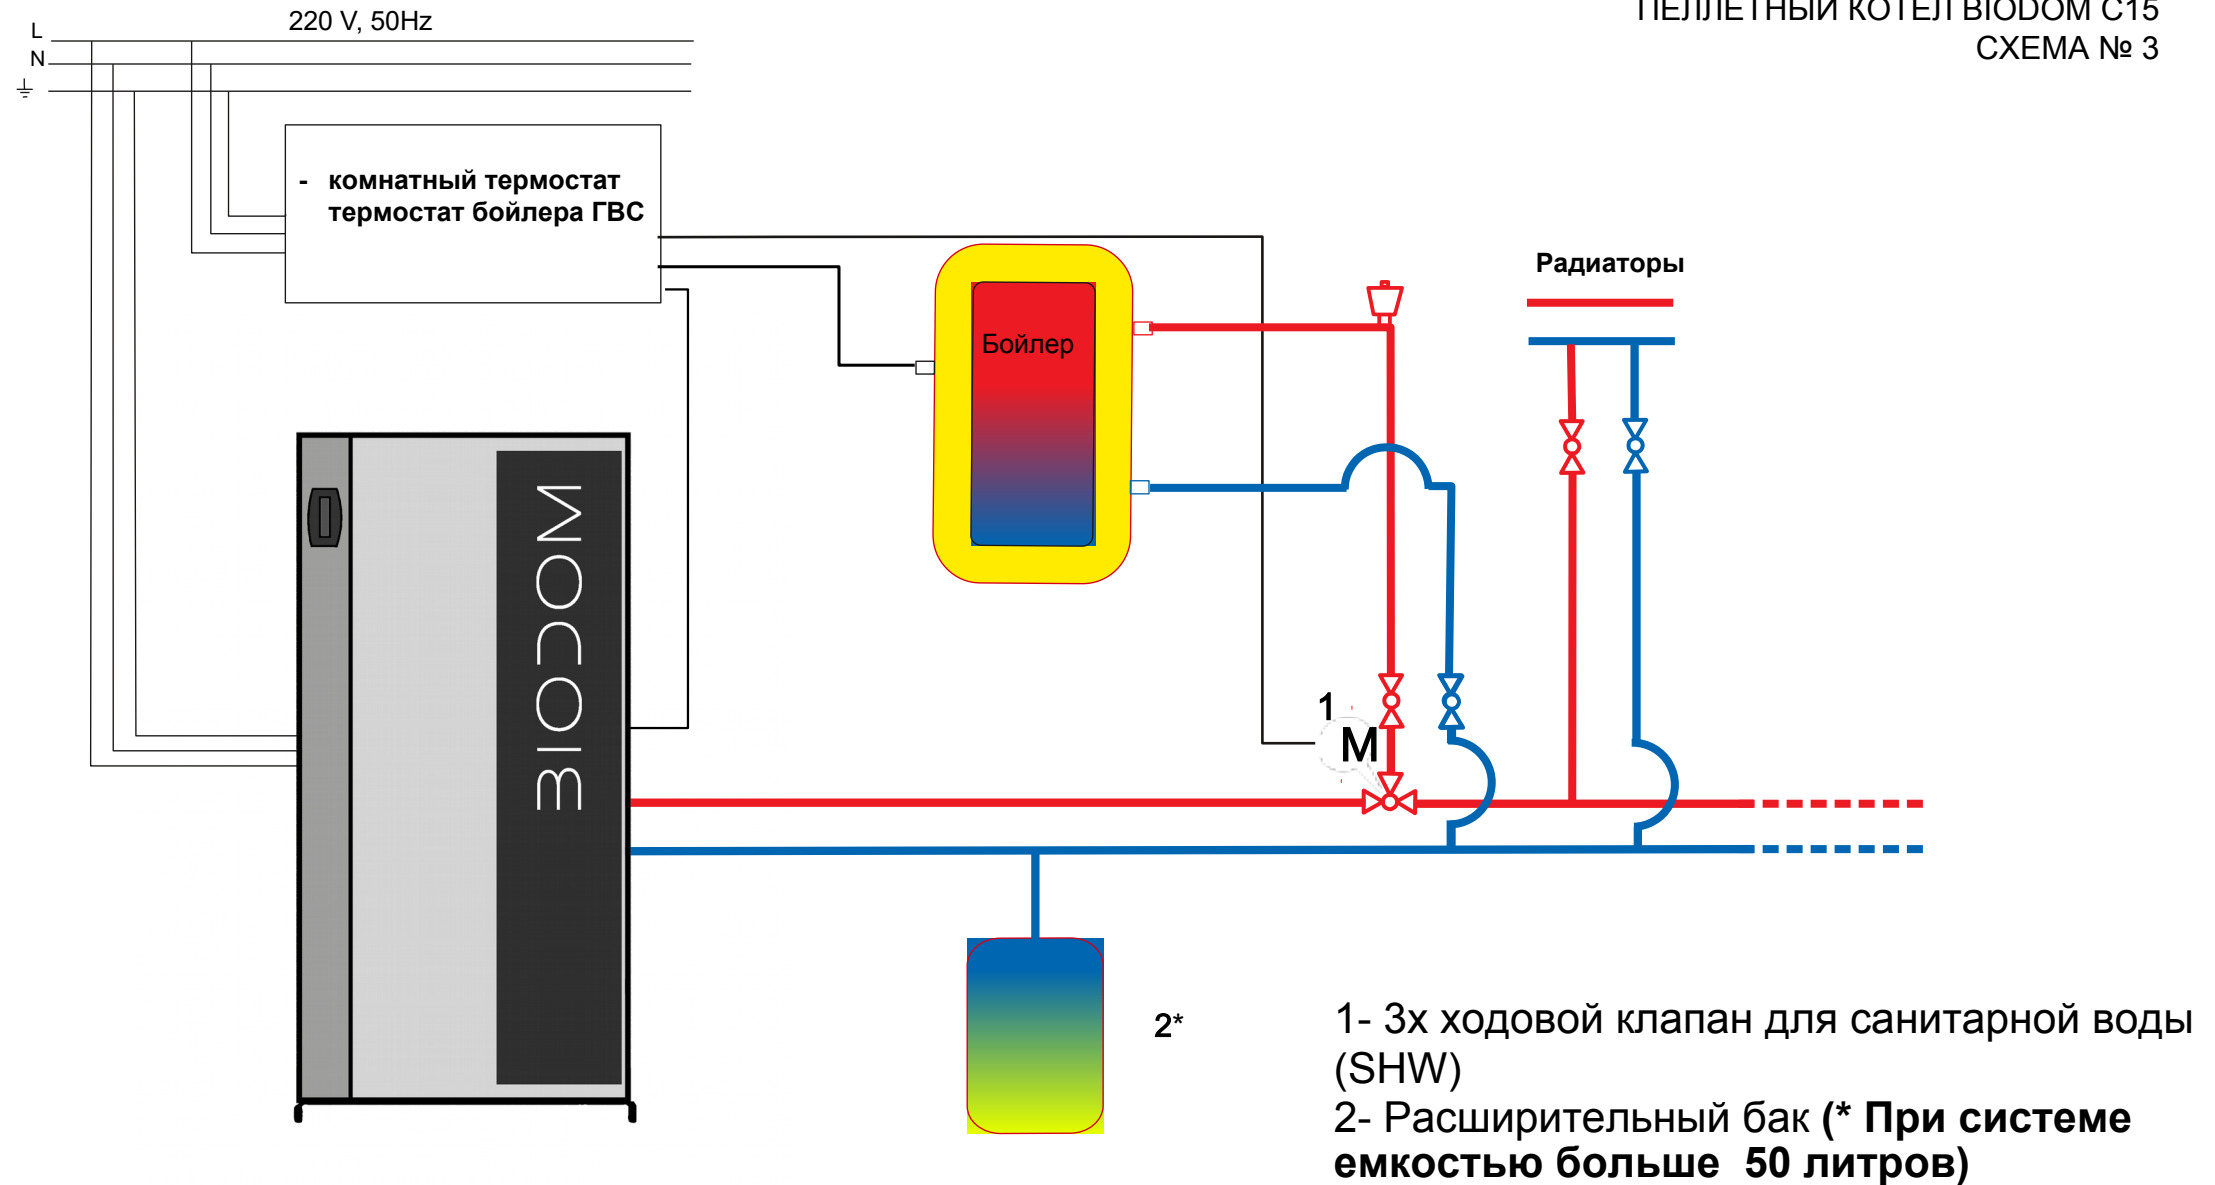 ПЕЛЛЕТНЫЙ КОТЕЛ BIODOM C15
СХЕМА № 3
220 V, 50Hz
L
N
- комнатный термостат
термостат бойлера ГВС
Радиаторы
Бойлер
BIODOM
1
M
2*
1- 3х ходовой клапан для санитарной воды
(SHW)
2- Расширительный бак (* При системе
емкостью больше 50 литров)